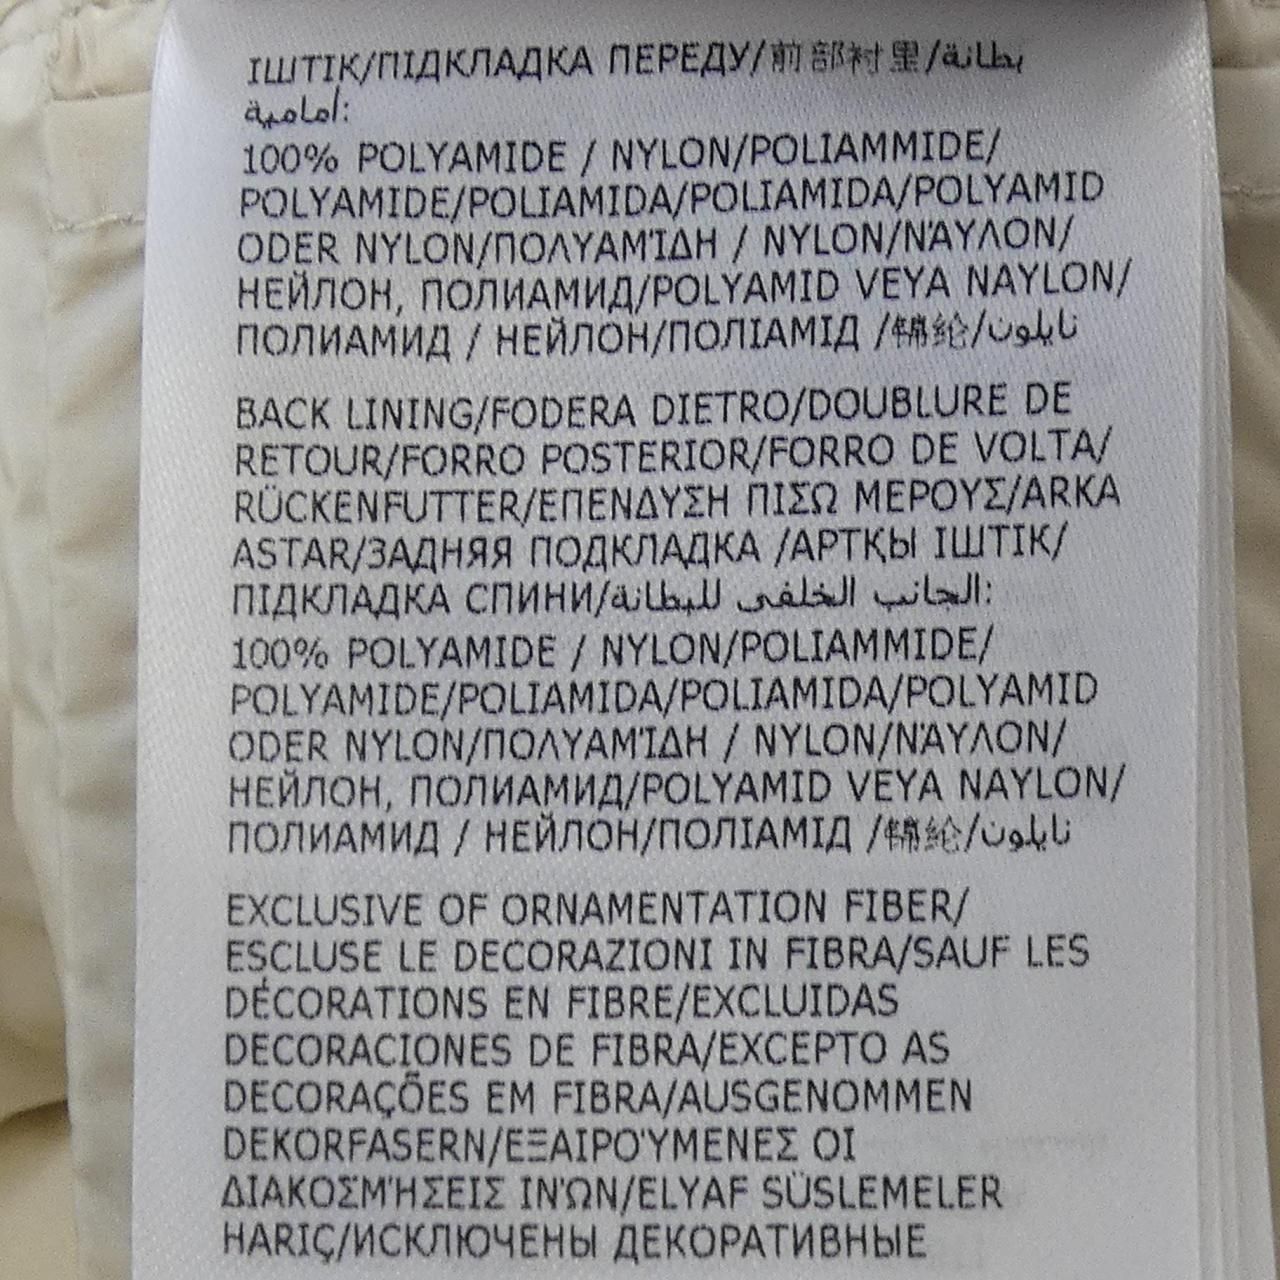 ІШТІК/ПІДКЛАДКА ПЕРЕДУ/前部衬里/بطانة
أمامية:
100% POLYAMIDE / NYLON/POLIAMMIDE/
POLYAMIDE/POLIAMIDA/POLIAMIDA/POLYAMID
ODER NYLON/ΠΟΛΥΑΜΊΔΗ / NYLON/ΝΆΥΛΟΝ/
НЕЙЛОН, ПОЛИАМИД/POLYAMID VEYA NAYLON/
ПОЛИАМИД / НЕЙЛОН/ПОЛІАМІД /锦纶/نايلون
BACK LINING/FODERA DIETRO/DOUBLURE DE
RETOUR/FORRO POSTERIOR/FORRO DE VOLTA/
RÜCKENFUTTER/ΕΠΕΝΔΥΣΗ ΠΙΣΩ ΜΕΡΟΥΣ/ARKA
ASTAR/ЗАДНЯЯ ПОДКЛАДКА /АРТҚЫ ІШТІК/
ПІДКЛАДКА СПИНИ/الجانب الخلفى للبطانة:
100% POLYAMIDE / NYLON/POLIAMMIDE/
POLYAMIDE/POLIAMIDA/POLIAMIDA/POLYAMID
ODER NYLON/ΠΟΛΥΑΜΊΔΗ / NYLON/ΝΆΥΛΟΝ/
НЕЙЛОН, ПОЛИАМИД/POLYAMID VEYA NAYLON/
ПОЛИАМИД / НЕЙЛОН/ПОЛІАМІД /锦纶/نايلون
EXCLUSIVE OF ORNAMENTATION FIBER/
ESCLUSE LE DECORAZIONI IN FIBRA/SAUF LES
DÉCORATIONS EN FIBRE/EXCLUIDAS
DECORACIONES DE FIBRA/EXCEPTO AS
DECORAÇÕES EM FIBRA/AUSGENOMMEN
DEKORFASERN/ΕΞΑΙΡΟΎΜΕΝΕΣ ΟΙ
ΔΙΑΚΟΣΜΉΣΕΙΣ ΙΝΏΝ/ELYAF SÜSLEMELER
HARIÇ/ИСКЛЮЧЕНЫ ДЕКОРАТИВНЫЕ